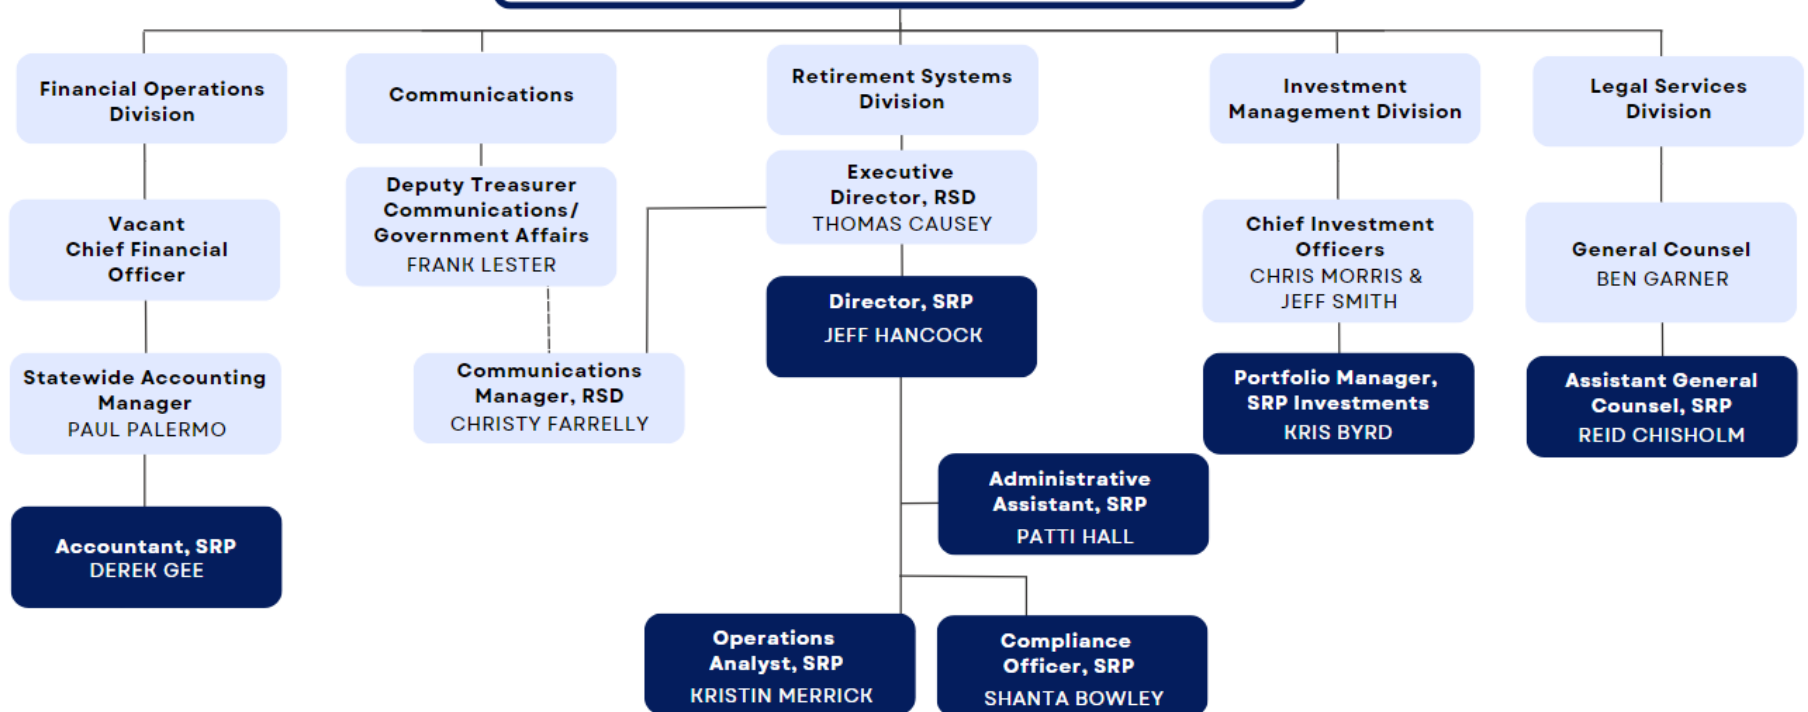 Financial Operations
Division
Communications
Retirement Systems
Division
Investment
Management Division
Legal Services
Division
Vacant
Chief Financial
Officer
Deputy Treasurer
Communications/
Government Affairs
FRANK LESTER
Executive
Director, RSD
THOMAS CAUSEY
Chief Investment
Officers
CHRIS MORRIS &
JEFF SMITH
General Counsel
BEN GARNER
Director, SRP
JEFF HANCOCK
Statewide Accounting
Manager
PAUL PALERMO
Communications
Manager, RSD
CHRISTY FARRELLY
Portfolio Manager,
SRP Investments
KRIS BYRD
Assistant General
Counsel, SRP
REID CHISHOLM
Administrative
Assistant, SRP
PATTI HALL
Accountant, SRP
DEREK GEE
Operations
Analyst, SRP
KRISTIN MERRICK
Compliance
Officer, SRP
SHANTA BOWLEY